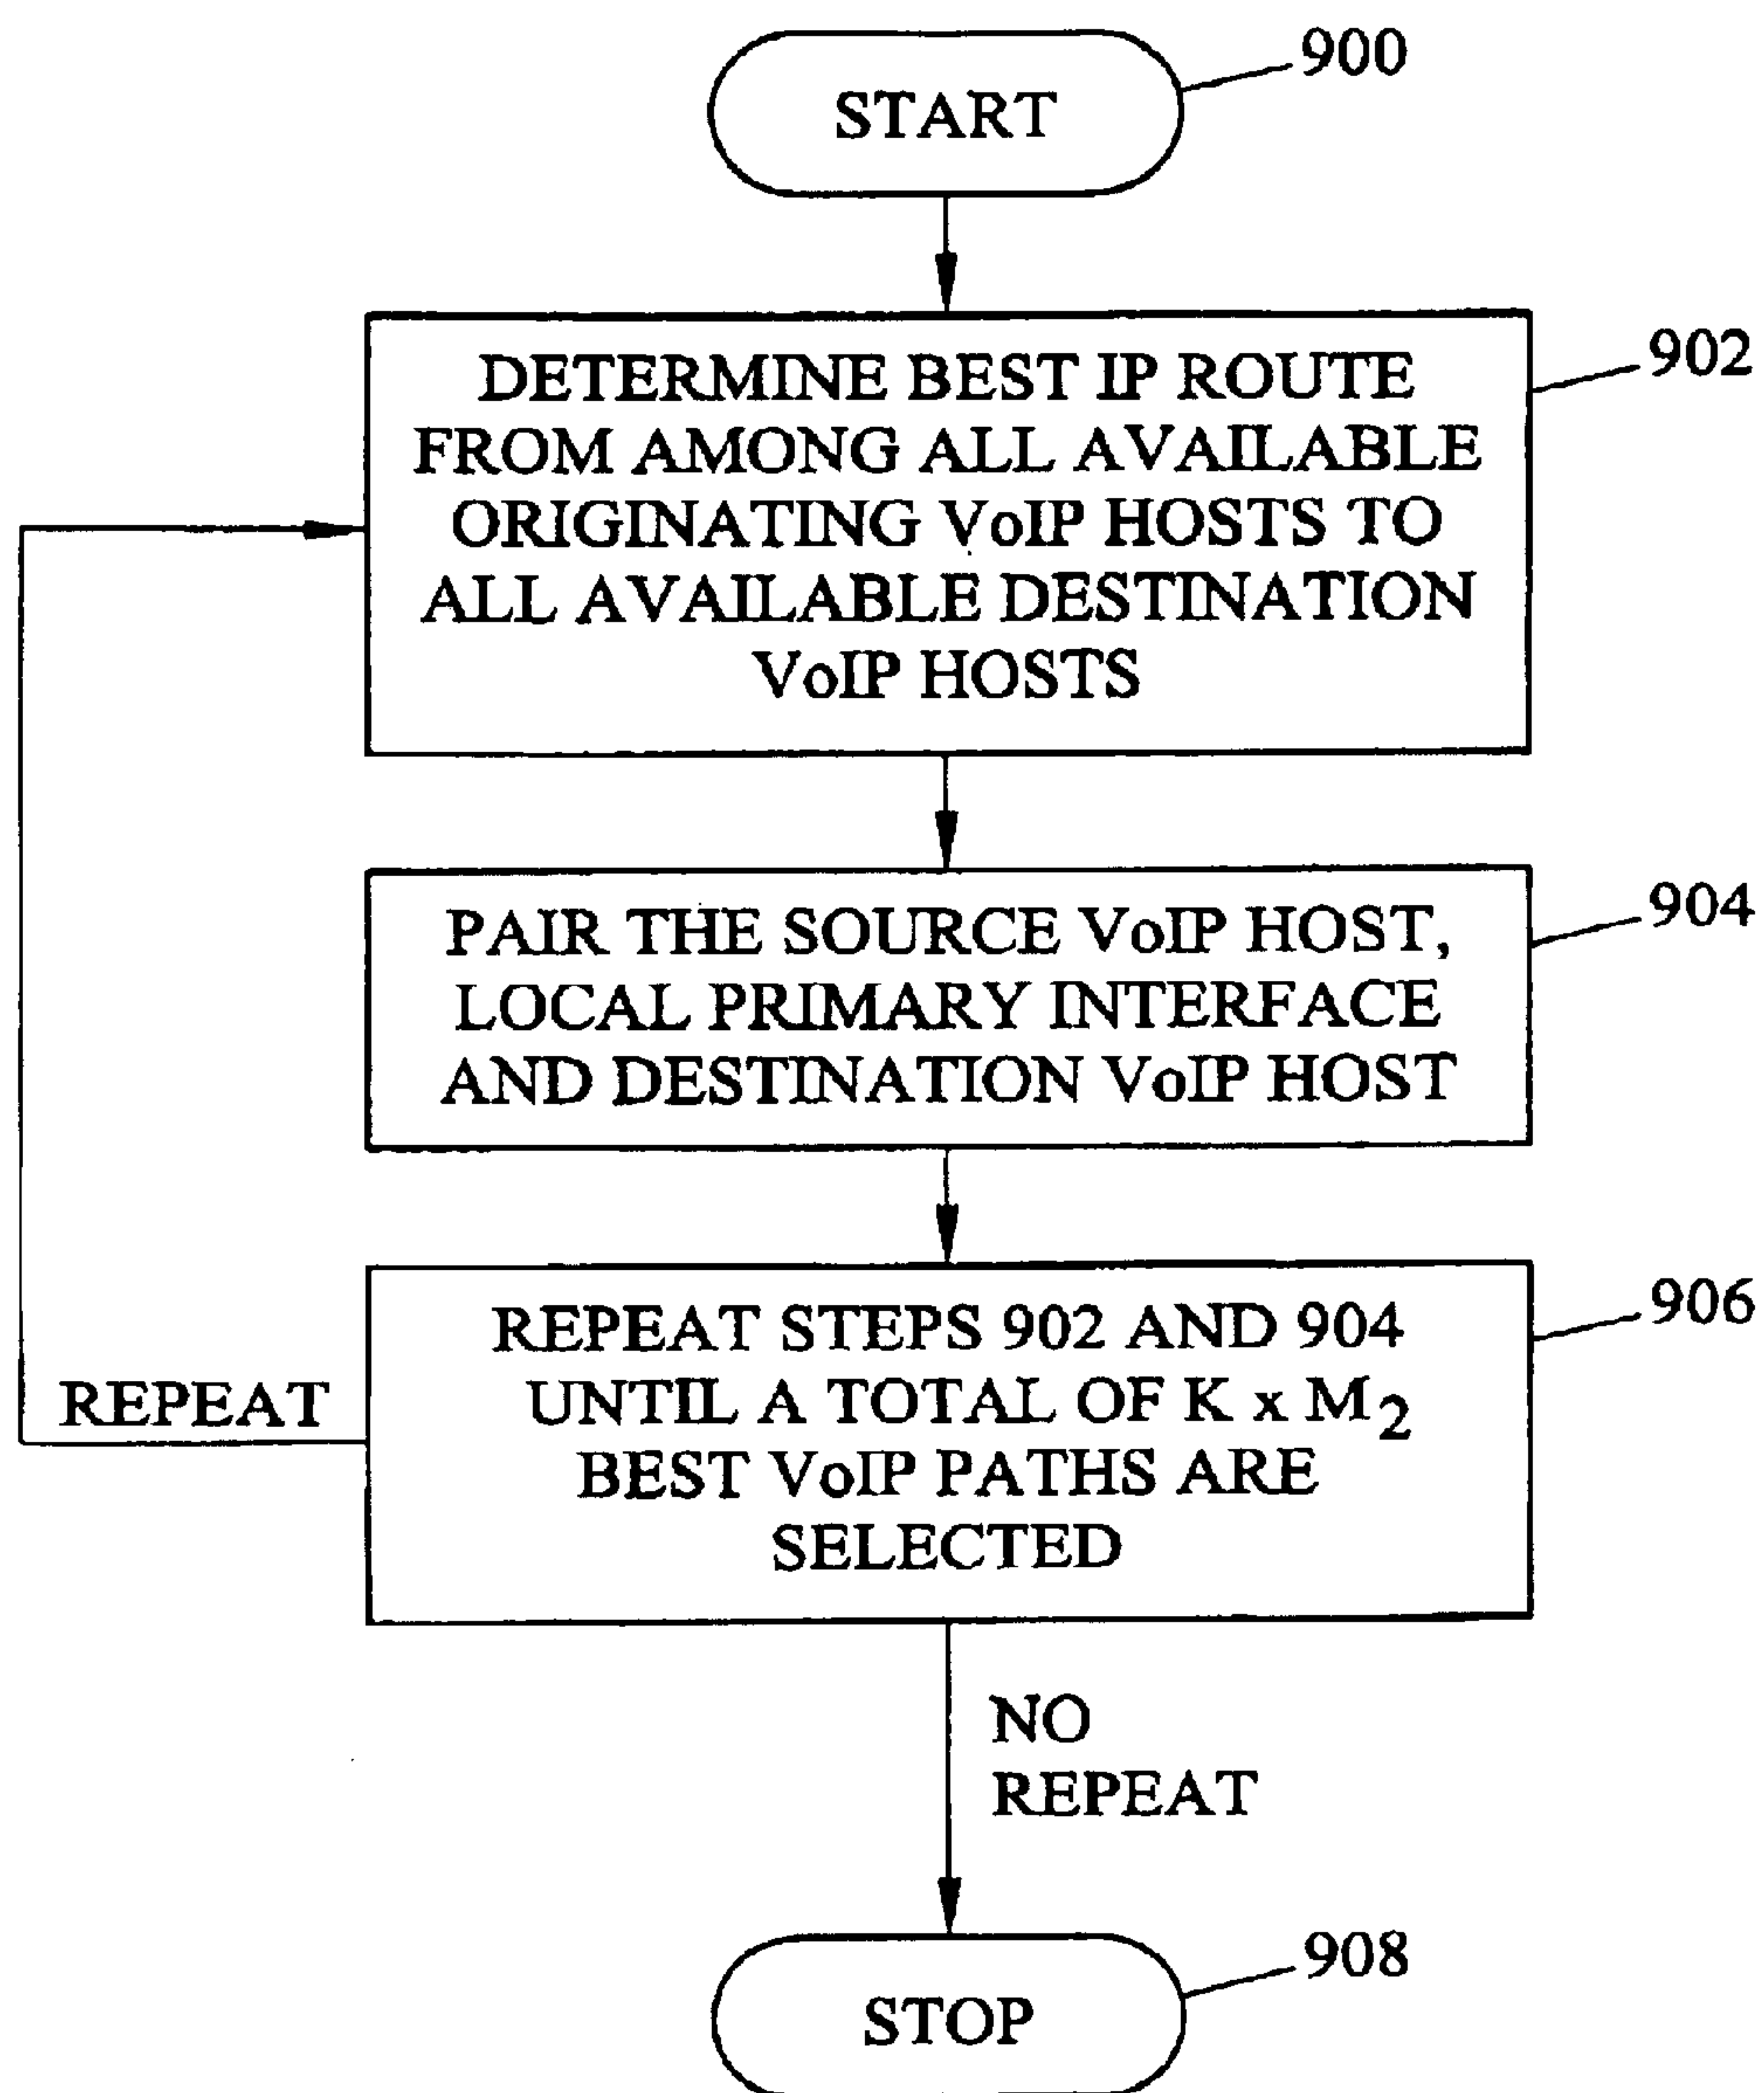 900
START
902
DETERMINE BEST IP ROUTE
FROM AMONG ALL AVAILABLE
ORIGINATING VoIP HOSTS TO
ALL AVAILABLE DESTINATION
VoIP HOSTS
904
PAIR THE SOURCE VoIP HOST,
LOCAL PRIMARY INTERFACE
AND DESTINATION VoIP HOST
906
REPEAT STEPS 902 AND 904
UNTIL A TOTAL OF K x M₂
BEST VoIP PATHS ARE
SELECTED
REPEAT
NO
REPEAT
908
STOP